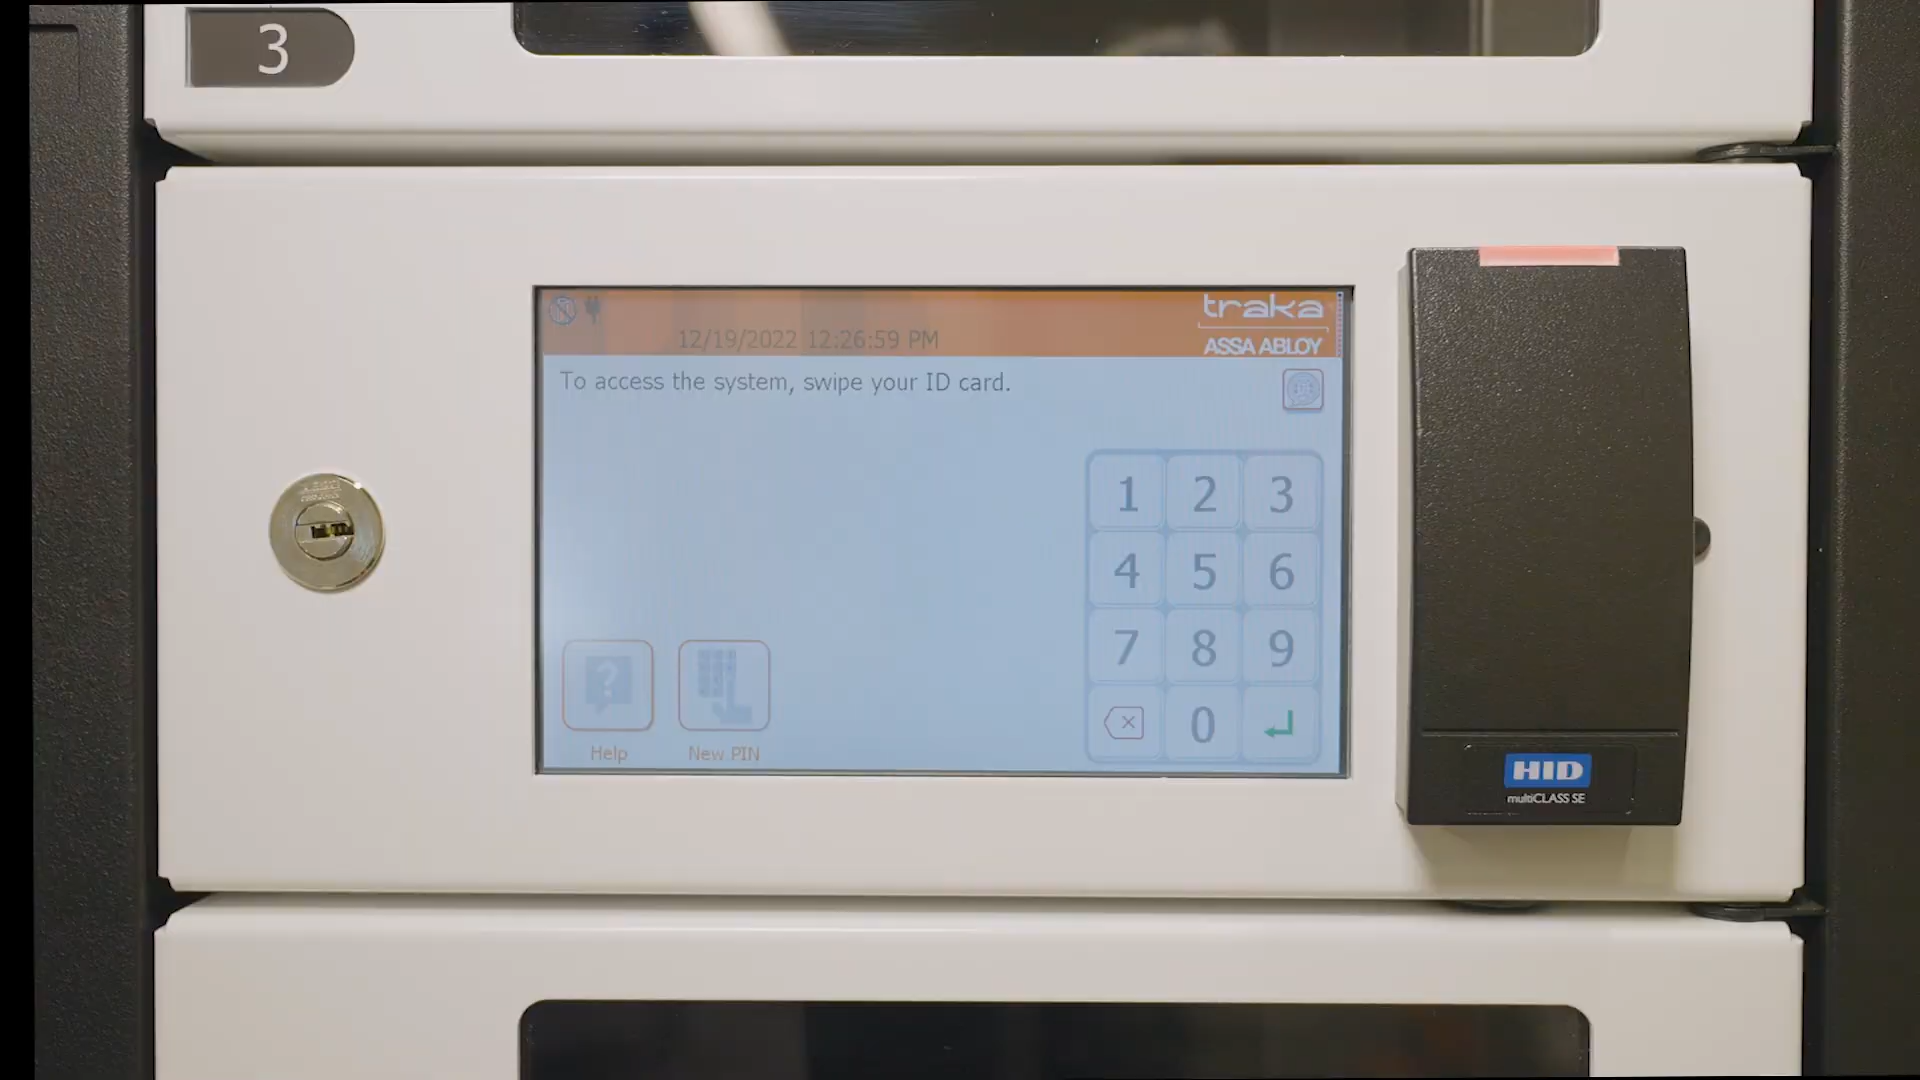 3
traka
12/19/2022 12:26:59 PM
ASSA ABLOY
To access the system, swipe your ID card.
1 2 3
4 5 6
7 8 9
0
Help
New PIN
HID
multiCLASS SE